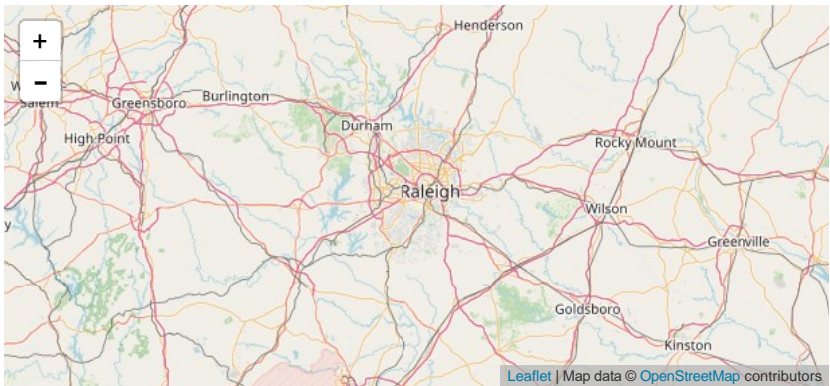 Henderson
+
−
W
Salem
Greensboro
Burlington
Durham
High Point
Rocky Mount
Raleigh
Wilson
y
Greenville
Goldsboro
Kinston
Leaflet | Map data © OpenStreetMap contributors